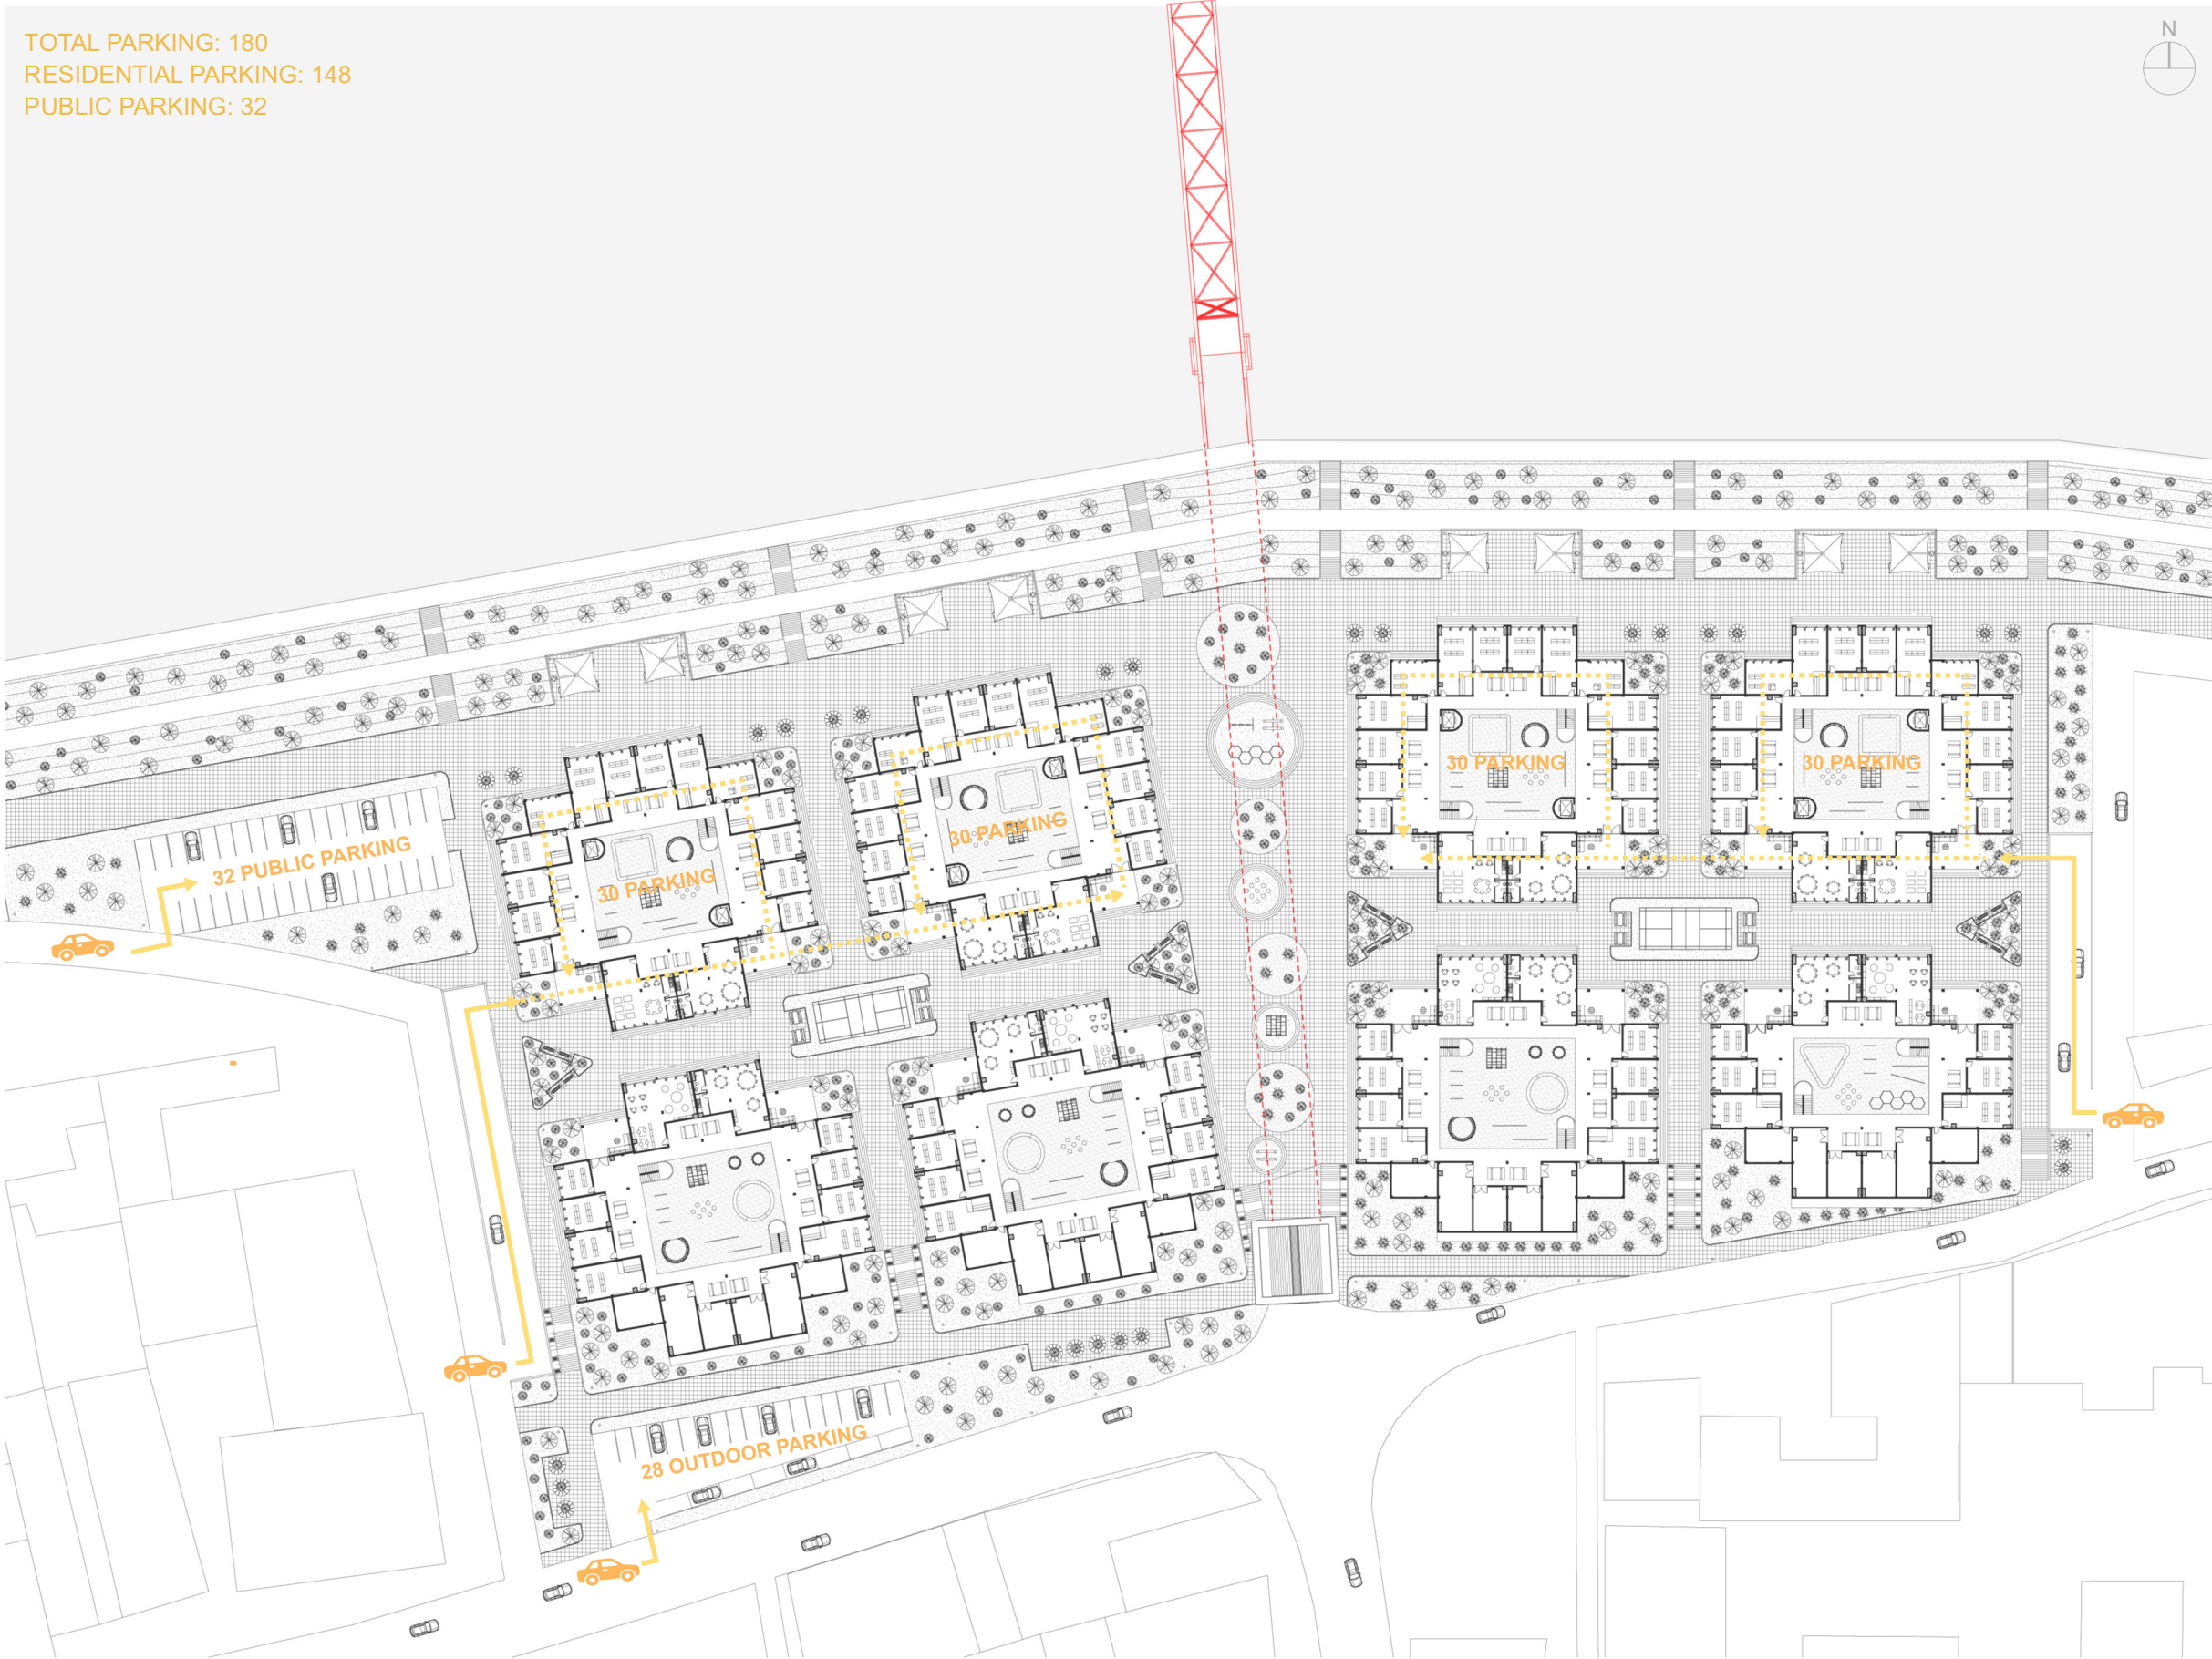 TOTAL PARKING: 180
RESIDENTIAL PARKING: 148
PUBLIC PARKING: 32
N
30 PARKING
30 PARKING
30 PARKING
32 PUBLIC PARKING
30 PARKING
28 OUTDOOR PARKING